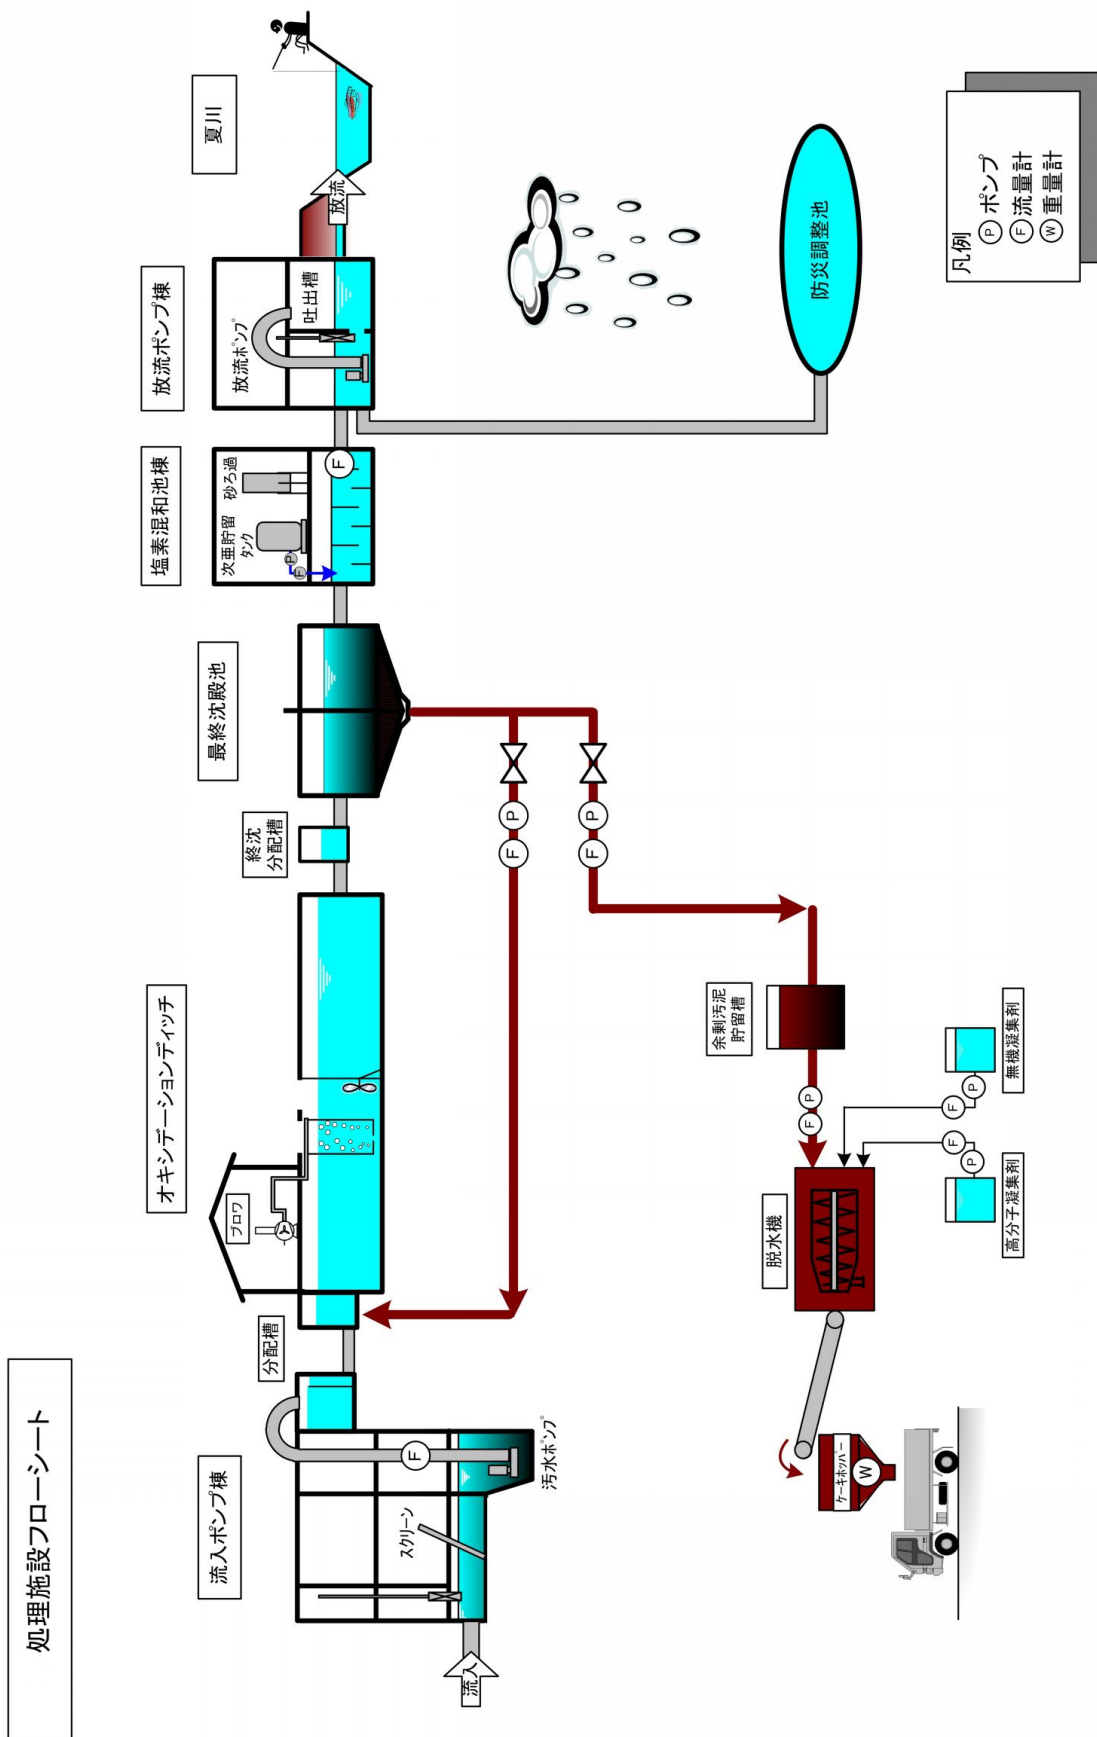 処理施設フローシート
流入ポンプ棟
分配槽
オキシデーションディッチ
終沈
分配槽
最終沈殿池
塩素混和池棟
放流ポンプ棟
夏川
ブロワ
次亜貯留
タンク
砂ろ過
P
F
F
放流ポンプ
吐出槽
放流
スクリーン
F
汚水ポンプ
流入
F
P
F
P
防災調整池
余剰汚泥
貯留槽
F
P
脱水機
ケーキホッパー
W
F
P
高分子凝集剤
F
P
無機凝集剤
凡例
P ポンプ
F 流量計
W 重量計